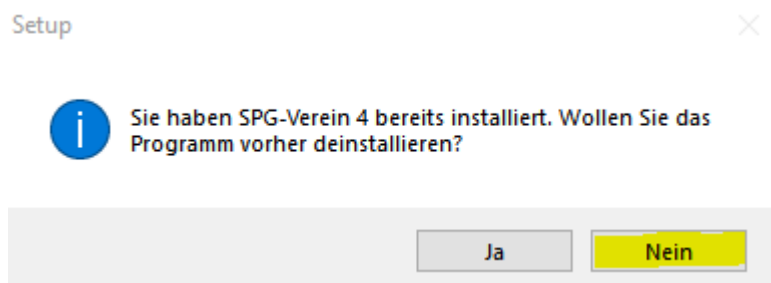 Setup
Sie haben SPG-Verein 4 bereits installiert. Wollen Sie das
Programm vorher deinstallieren?
Ja
Nein